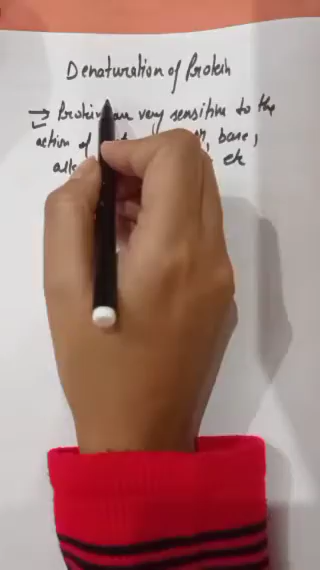 Denaturation of Protein
→ Protein are very sensitive to the
action of , base,
etc